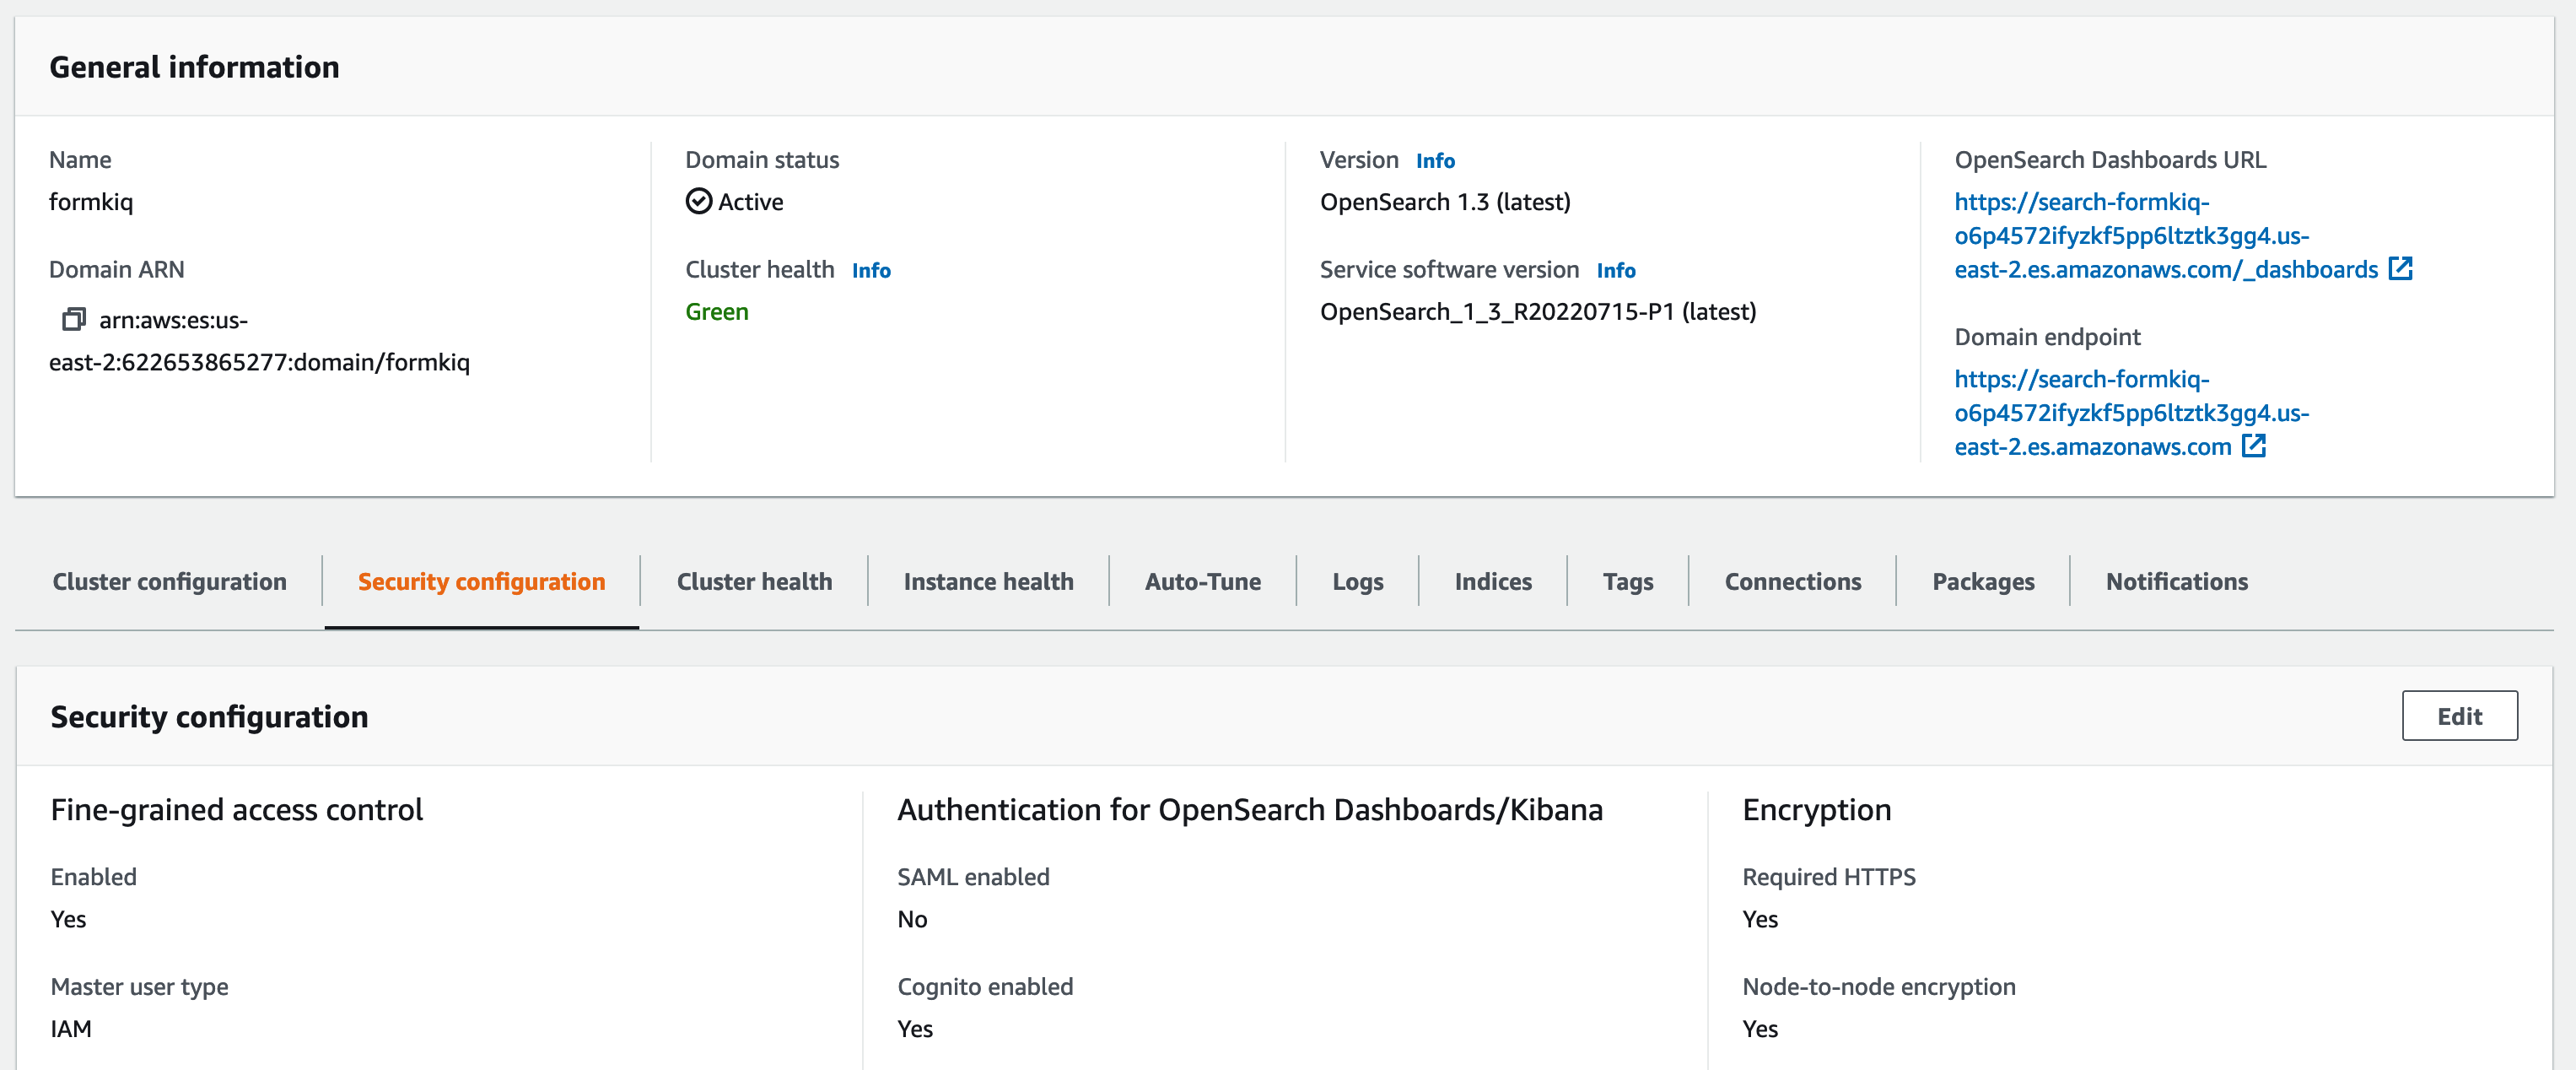 General information
Name
formkiq
Domain ARN
arn:aws:es:us-
east-2:622653865277:domain/formkiq
Domain status
Active
Cluster health Info
Green
Version Info
OpenSearch 1.3 (latest)
Service software version Info
OpenSearch_1_3_R20220715-P1 (latest)
OpenSearch Dashboards URL
https://search-formkiq-
o6p4572ifyzkf5pp6ltztk3gg4.us-
east-2.es.amazonaws.com/_dashboards
Domain endpoint
https://search-formkiq-
o6p4572ifyzkf5pp6ltztk3gg4.us-
east-2.es.amazonaws.com
Cluster configuration Security configuration Cluster health Instance health Auto-Tune Logs Indices Tags Connections Packages Notifications
Security configuration
Edit
Fine-grained access control
Enabled
Yes
Master user type
IAM
Authentication for OpenSearch Dashboards/Kibana
SAML enabled
No
Cognito enabled
Yes
Encryption
Required HTTPS
Yes
Node-to-node encryption
Yes